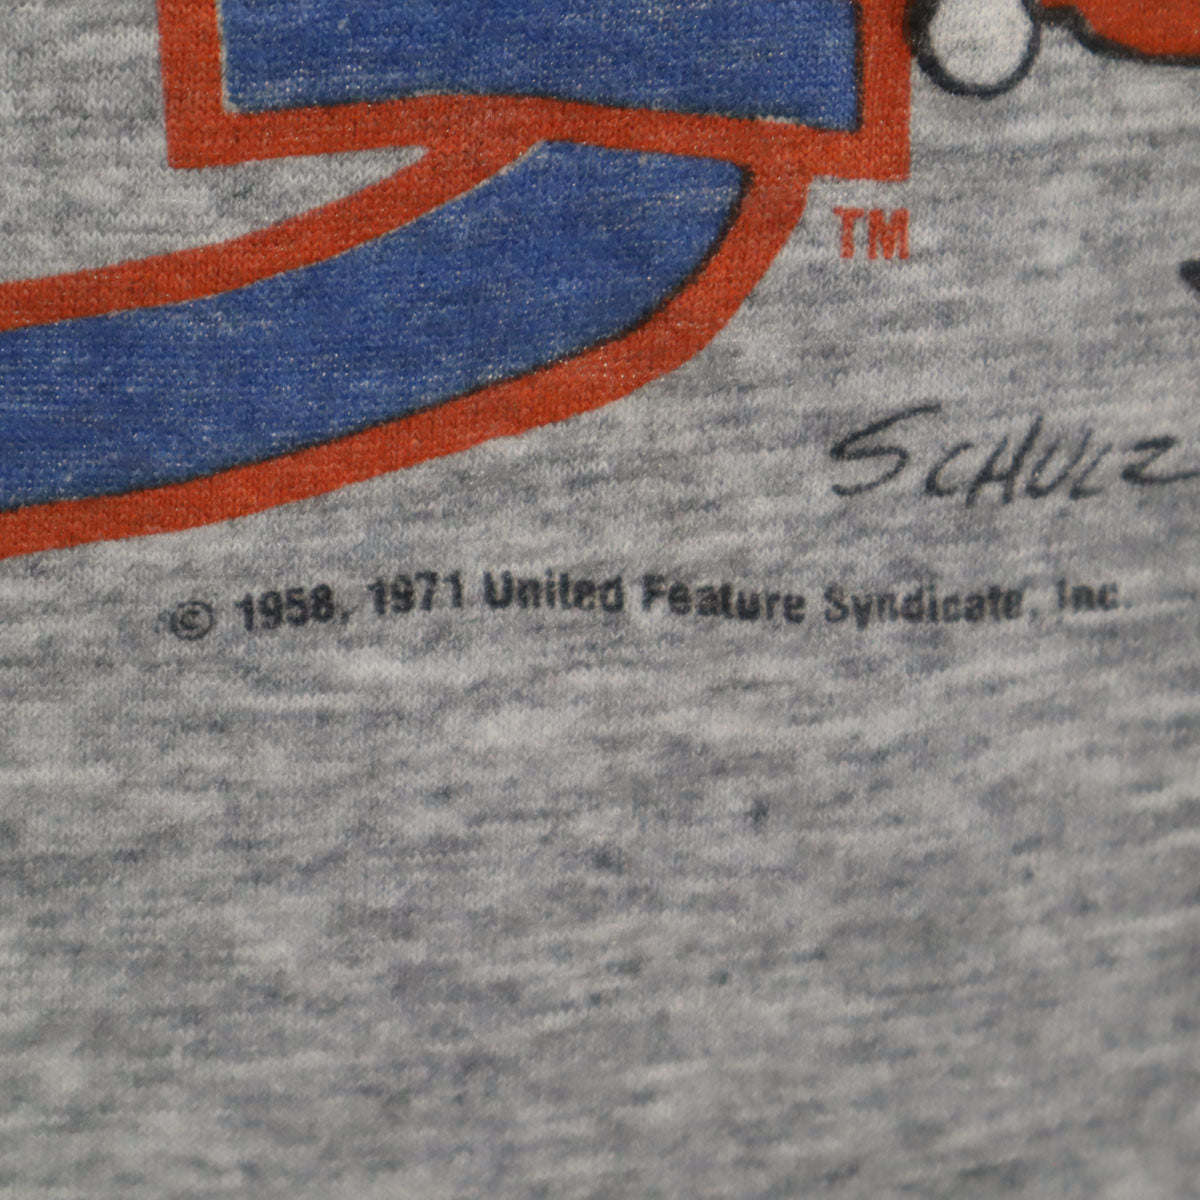 TM
SCHULZ
© 1958, 1971 United Feature Syndicate, Inc.